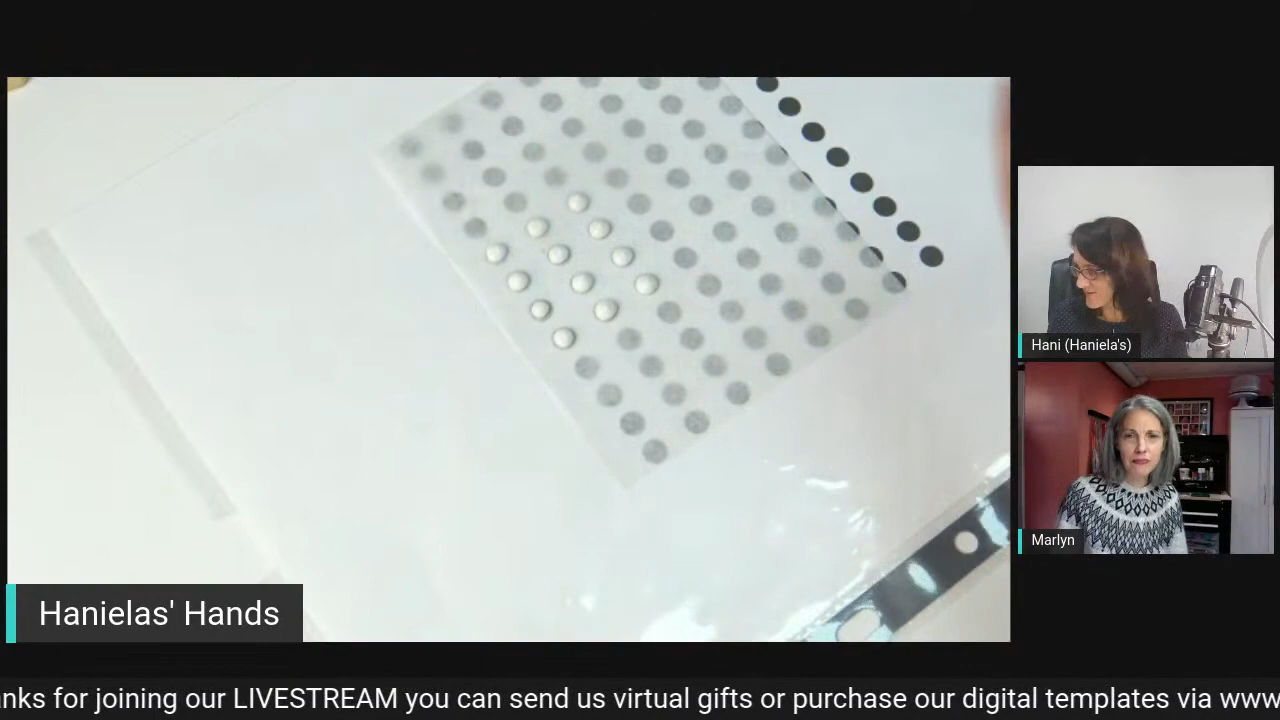 Hani (Haniela's)
Marlyn
Hanielas' Hands
anks for joining our LIVESTREAM you can send us virtual gifts or purchase our digital templates via www